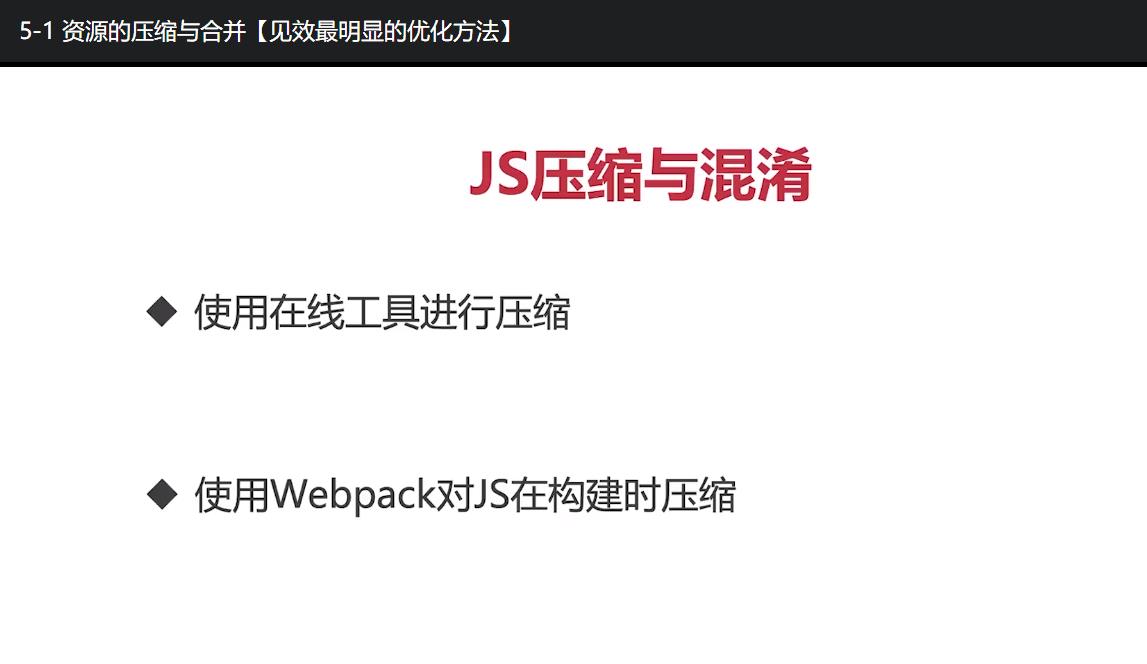 5-1 资源的压缩与合并【见效最明显的优化方法】
JS压缩与混淆
◆ 使用在线工具进行压缩
◆ 使用Webpack对JS在构建时压缩